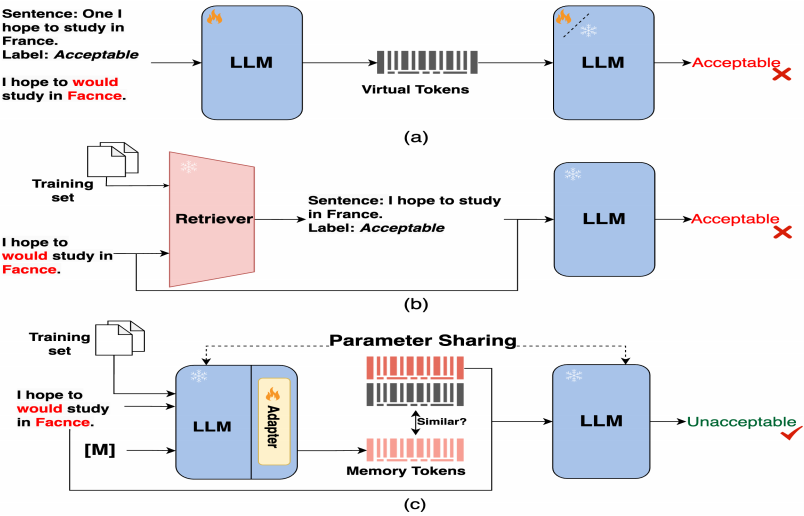 Sentence: One I
hope to study in
France.
Label: Acceptable
I hope to would
study in Facnce.
LLM
Virtual Tokens
LLM
Acceptable
(a)
Training
set
Retriever
Sentence: I hope to study
in France.
Label: Acceptable
I hope to
would study in
Facnce.
LLM
Acceptable
(b)
Training
set
Parameter Sharing
I hope to
would study
in Facnce.
[M]
LLM
Adapter
Similar?
Memory Tokens
LLM
Unacceptable
(c)